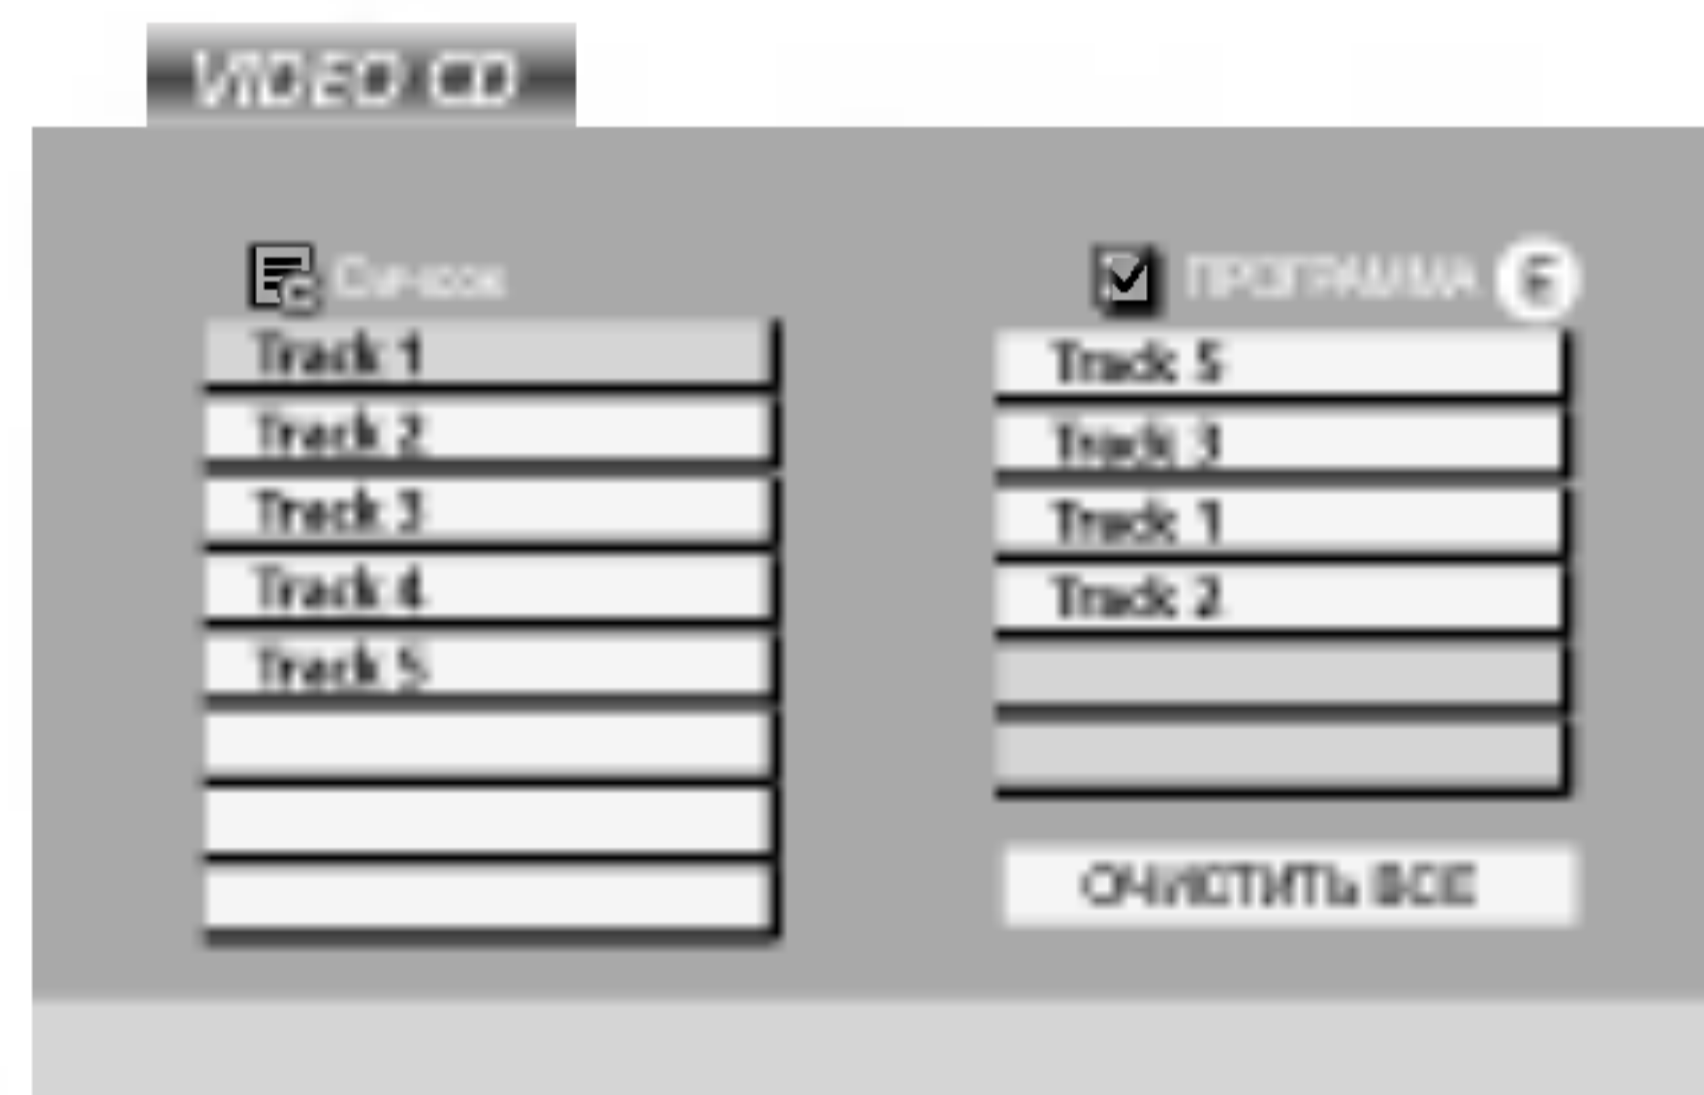 VIDEO CD
Список
Track 1
Track 2
Track 3
Track 4
Track 5
ПРОГРАММА E
Track 5
Track 3
Track 1
Track 2
ОЧИСТИТЬ ВСЕ